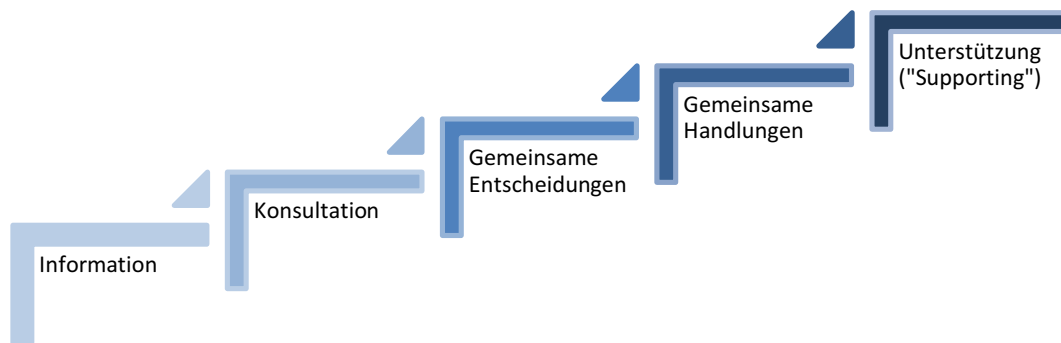 Information
Konsultation
Gemeinsame
Entscheidungen
Gemeinsame
Handlungen
Unterstützung
("Supporting")